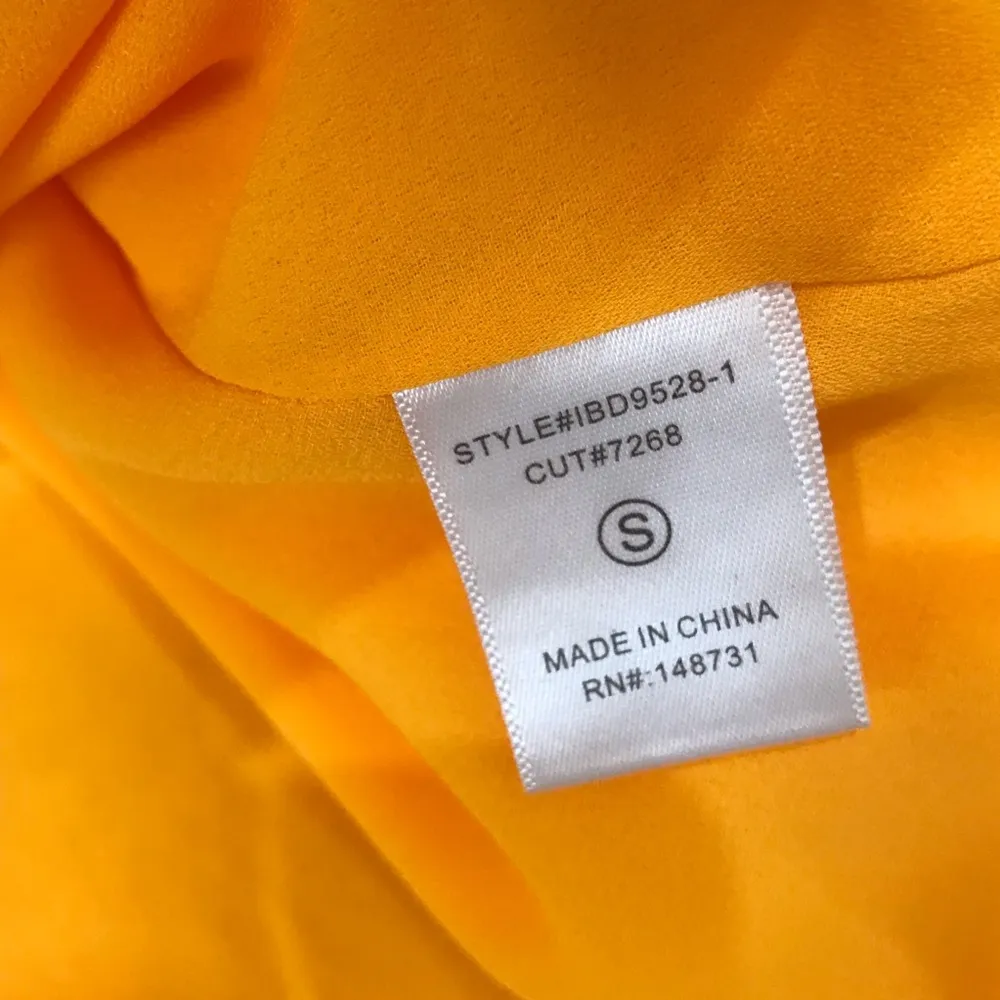 STYLE#IBD9528-1
CUT#7268
S
MADE IN CHINA
RN#:148731